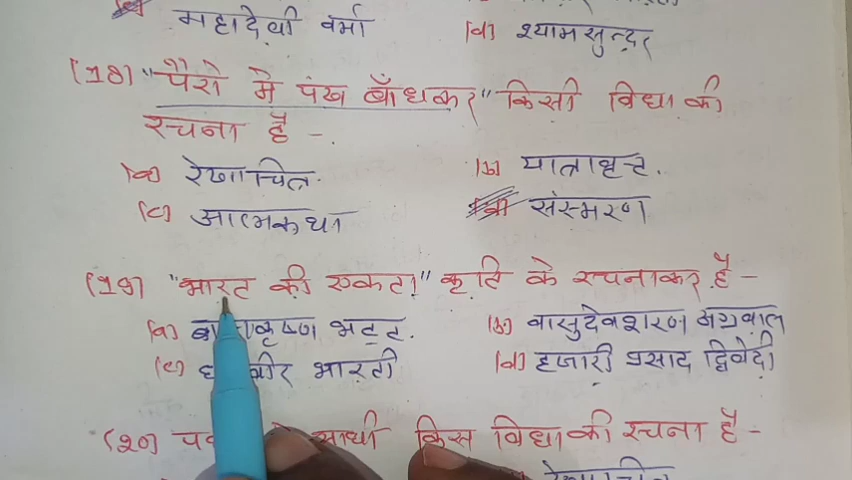 महादेवी वर्मा (द) श्यामसुन्दर
(18) "पैरो मे पंख बाँधकर" किसी विधा की
रचना है -
(अ) रेखाचित्र. (ब) यात्रावृत्त.
(स) आत्मकथा (द) संस्मरण
(19) "भारत की एकता" कृति के रचनाकर है -
(अ) कृष्ण भट्ट. (ब) वासुदेवशरण अग्रवाल
(स) भारती (द) हजारी प्रसाद द्विवेदी
(20) साथी किस विधा की रचना है -